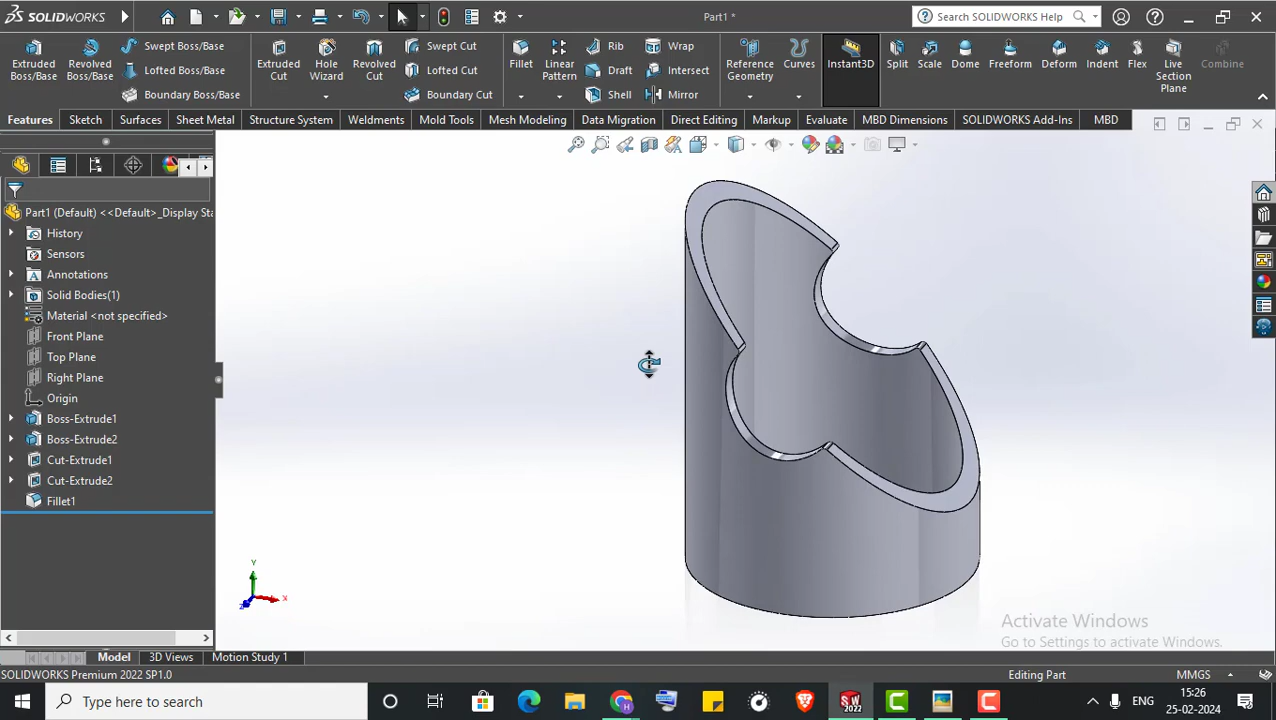 SOLIDWORKS
Part1 *
Search SOLIDWORKS Help
Extruded Boss/Base
Revolved Boss/Base
Swept Boss/Base
Lofted Boss/Base
Boundary Boss/Base
Extruded Cut
Hole Wizard
Revolved Cut
Swept Cut
Lofted Cut
Boundary Cut
Fillet
Linear Pattern
Rib
Draft
Shell
Wrap
Intersect
Mirror
Reference Geometry
Curves
Instant3D
Split
Scale
Dome
Freeform
Deform
Indent
Flex
Live Section Plane
Combine
Features Sketch Surfaces Sheet Metal Structure System Weldments Mold Tools Mesh Modeling Data Migration Direct Editing Markup Evaluate MBD Dimensions SOLIDWORKS Add-Ins MBD
Part1 (Default) <<Default>_Display Sta
History
Sensors
Annotations
Solid Bodies(1)
Material <not specified>
Front Plane
Top Plane
Right Plane
Origin
Boss-Extrude1
Boss-Extrude2
Cut-Extrude1
Cut-Extrude2
Fillet1
Y
X
Z
Activate Windows
Go to Settings to activate Windows.
Model 3D Views Motion Study 1
SOLIDWORKS Premium 2022 SP1.0
Editing Part
MMGS
Type here to search
SW 2022
ENG
15:26
25-02-2024